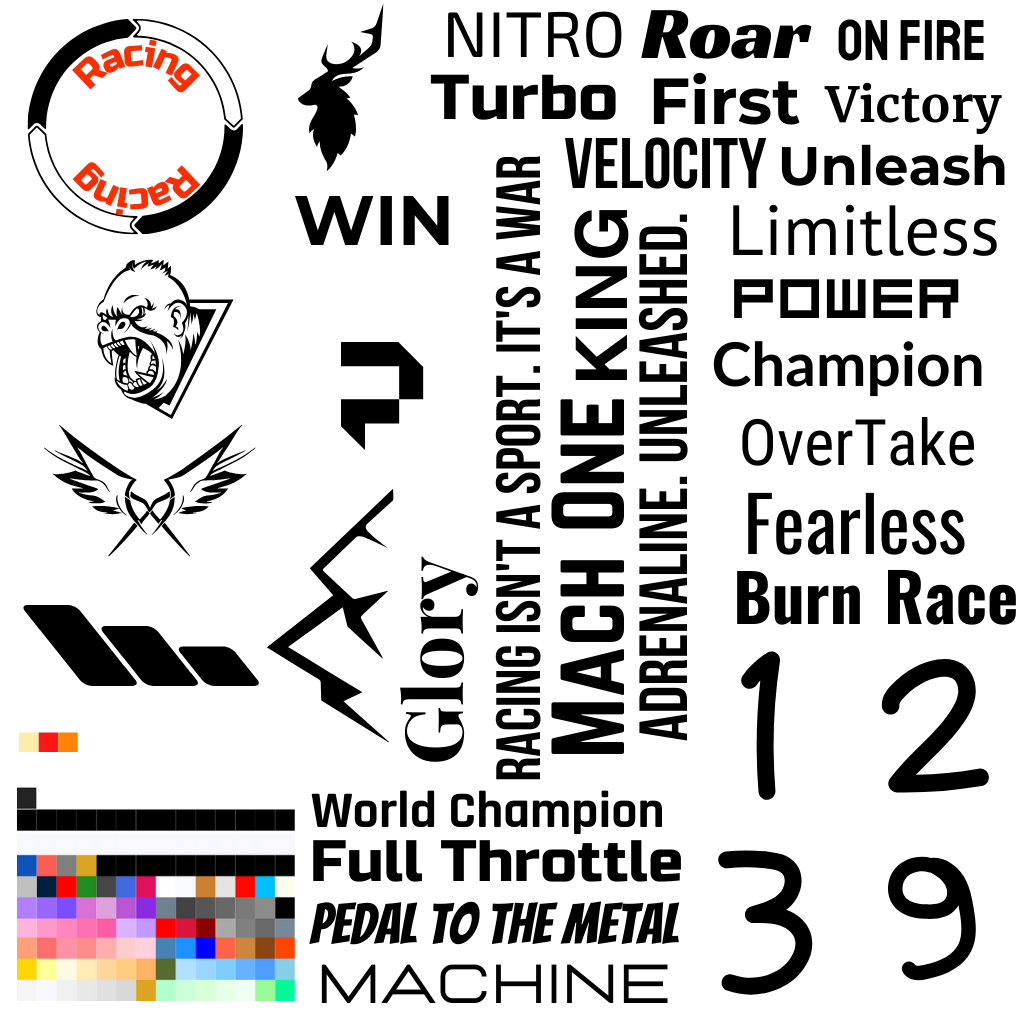 Racing
Racing
NITRO
Roar
ON FIRE
Turbo
First
Victory
VELOCITY
Unleash
WIN
Limitless
POWER
Champion
OverTake
Fearless
Burn Race
RACING ISN'T A SPORT. IT'S A WAR
MACH ONE KING
ADRENALINE. UNLEASHED.
Glory
1
2
3
9
World Champion
Full Throttle
PEDAL TO THE METAL
MACHINE